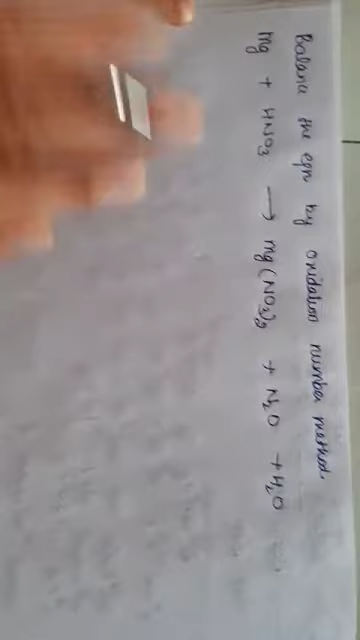 Balance the eqn by oxidation number method.
Mg + HNO3 → Mg(NO3)2 + N2O + H2O